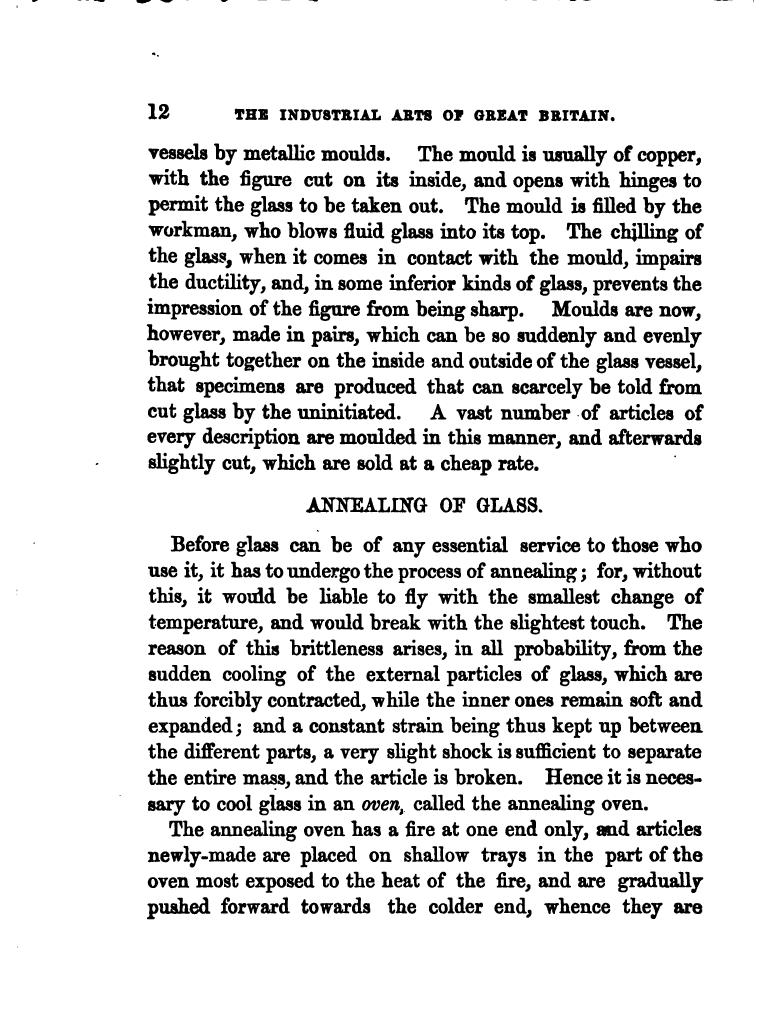 12 THE INDUSTRIAL ARTS OF GREAT BRITAIN.
vessels by metallic moulds. The mould is usually of copper,
with the figure cut on its inside, and opens with hinges to
permit the glass to be taken out. The mould is filled by the
workman, who blows fluid glass into its top. The chilling of
the glass, when it comes in contact with the mould, impairs
the ductility, and, in some inferior kinds of glass, prevents the
impression of the figure from being sharp. Moulds are now,
however, made in pairs, which can be so suddenly and evenly
brought together on the inside and outside of the glass vessel,
that specimens are produced that can scarcely be told from
cut glass by the uninitiated. A vast number of articles of
every description are moulded in this manner, and afterwards
slightly cut, which are sold at a cheap rate.
ANNEALING OF GLASS.
Before glass can be of any essential service to those who
use it, it has to undergo the process of annealing; for, without
this, it would be liable to fly with the smallest change of
temperature, and would break with the slightest touch. The
reason of this brittleness arises, in all probability, from the
sudden cooling of the external particles of glass, which are
thus forcibly contracted, while the inner ones remain soft and
expanded; and a constant strain being thus kept up between
the different parts, a very slight shock is sufficient to separate
the entire mass, and the article is broken. Hence it is neces-
sary to cool glass in an oven, called the annealing oven.
The annealing oven has a fire at one end only, and articles
newly-made are placed on shallow trays in the part of the
oven most exposed to the heat of the fire, and are gradually
pushed forward towards the colder end, whence they are